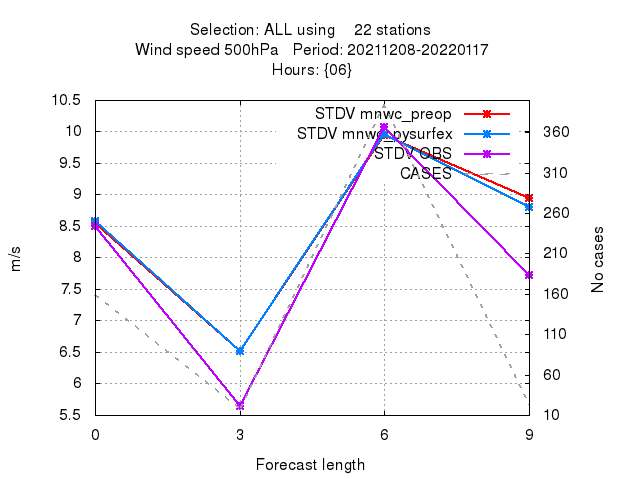 Selection: ALL using 22 stations
Wind speed 500hPa Period: 20211208-20220117
Hours: {06}
STDV mnwc_preop
STDV mnwc_pysurfex
STDV OBS
CASES
10.5
10
9.5
9
8.5
8
7.5
7
6.5
6
5.5
m/s
360
310
260
210
160
110
60
10
No cases
0 3 6 9
Forecast length